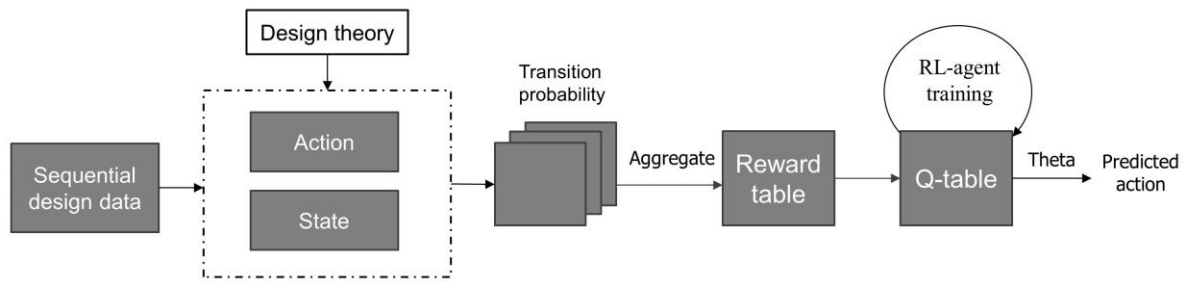 Design theory
Sequential
design data
Action
State
Transition
probability
Aggregate
Reward
table
RL-agent
training
Q-table
Theta
Predicted
action